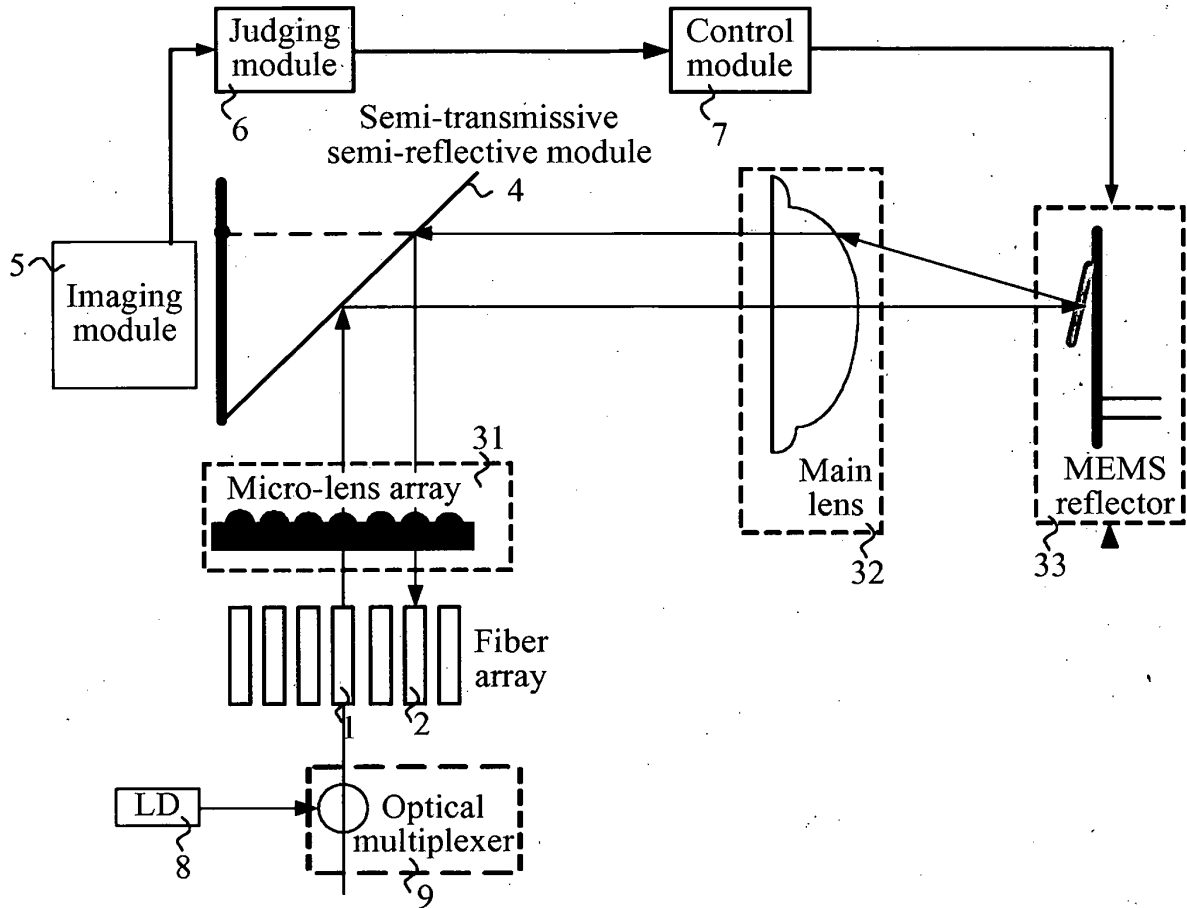 Judging
module
6
Control
module
7
Semi-transmissive
semi-reflective module
4
5
Imaging
module
31
Micro-lens array
Main
lens
32
MEMS
reflector
33
Fiber
array
1
2
LD
8
Optical
multiplexer
9